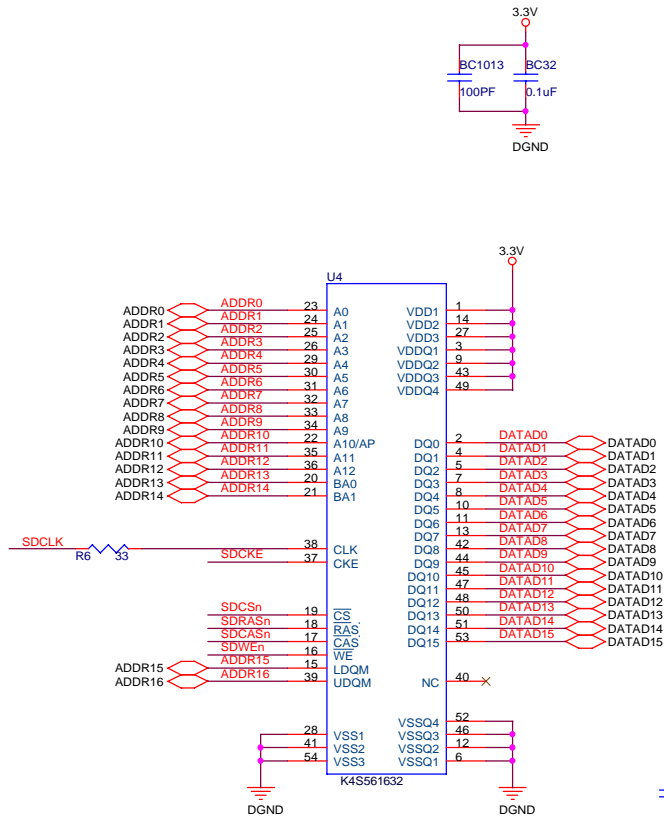 3.3V
BC1013 BC32
100PF 0.1uF
DGND
3.3V
U4
ADDR0 ADDR0 23 A0 VDD1 1
ADDR1 ADDR1 24 A1 VDD2 14
ADDR2 ADDR2 25 A2 VDD3 27
ADDR3 ADDR3 26 A3 VDDQ1 3
ADDR4 ADDR4 29 A4 VDDQ2 9
ADDR5 ADDR5 30 A5 VDDQ3 43
ADDR6 ADDR6 31 A6 VDDQ4 49
ADDR7 ADDR7 32 A7
ADDR8 ADDR8 33 A8
ADDR9 ADDR9 34 A9
ADDR10 ADDR10 22 A10/AP DQ0 2 DATAD0 DATAD0
ADDR11 ADDR11 35 A11 DQ1 4 DATAD1 DATAD1
ADDR12 ADDR12 36 A12 DQ2 5 DATAD2 DATAD2
ADDR13 ADDR13 20 BA0 DQ3 7 DATAD3 DATAD3
ADDR14 ADDR14 21 BA1 DQ4 8 DATAD4 DATAD4
DQ5 10 DATAD5 DATAD5
DQ6 11 DATAD6 DATAD6
DQ7 13 DATAD7 DATAD7
SDCLK R6 33 38 CLK DQ8 42 DATAD8 DATAD8
SDCKE 37 CKE DQ9 44 DATAD9 DATAD9
DQ10 45 DATAD10 DATAD10
DQ11 47 DATAD11 DATAD11
DQ12 48 DATAD12 DATAD12
SDCSn 19 CS DQ13 50 DATAD13 DATAD13
SDRASn 18 RAS DQ14 51 DATAD14 DATAD14
SDCASn 17 CAS DQ15 53 DATAD15 DATAD15
SDWEn 16 WE
ADDR15 ADDR15 15 LDQM
ADDR16 ADDR16 39 UDQM NC 40
VSSQ4 52
28 VSS1 VSSQ3 46
41 VSS2 VSSQ2 12
54 VSS3 VSSQ1 6
K4S561632
DGND DGND